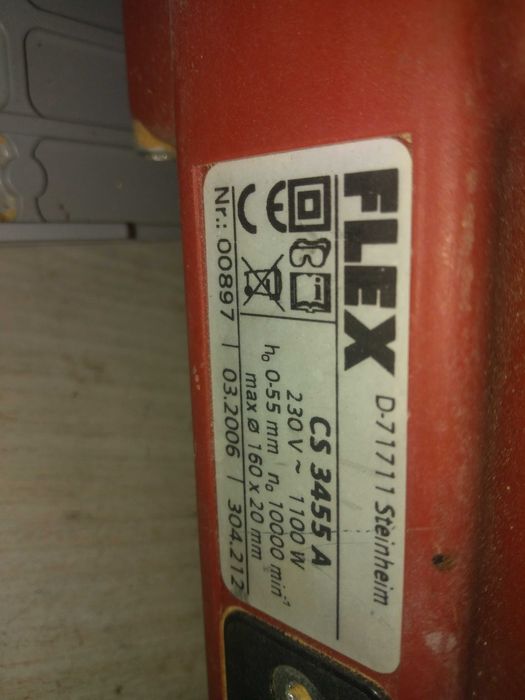 FLEX D-71711 Steinheim
CE
CS 3455 A
230 V ~ 1100 W
h₀ 0-55 mm n₀ 10000 min⁻¹
max Ø 160 x 20 mm
Nr.: 00897 | 03.2006 | 304.212